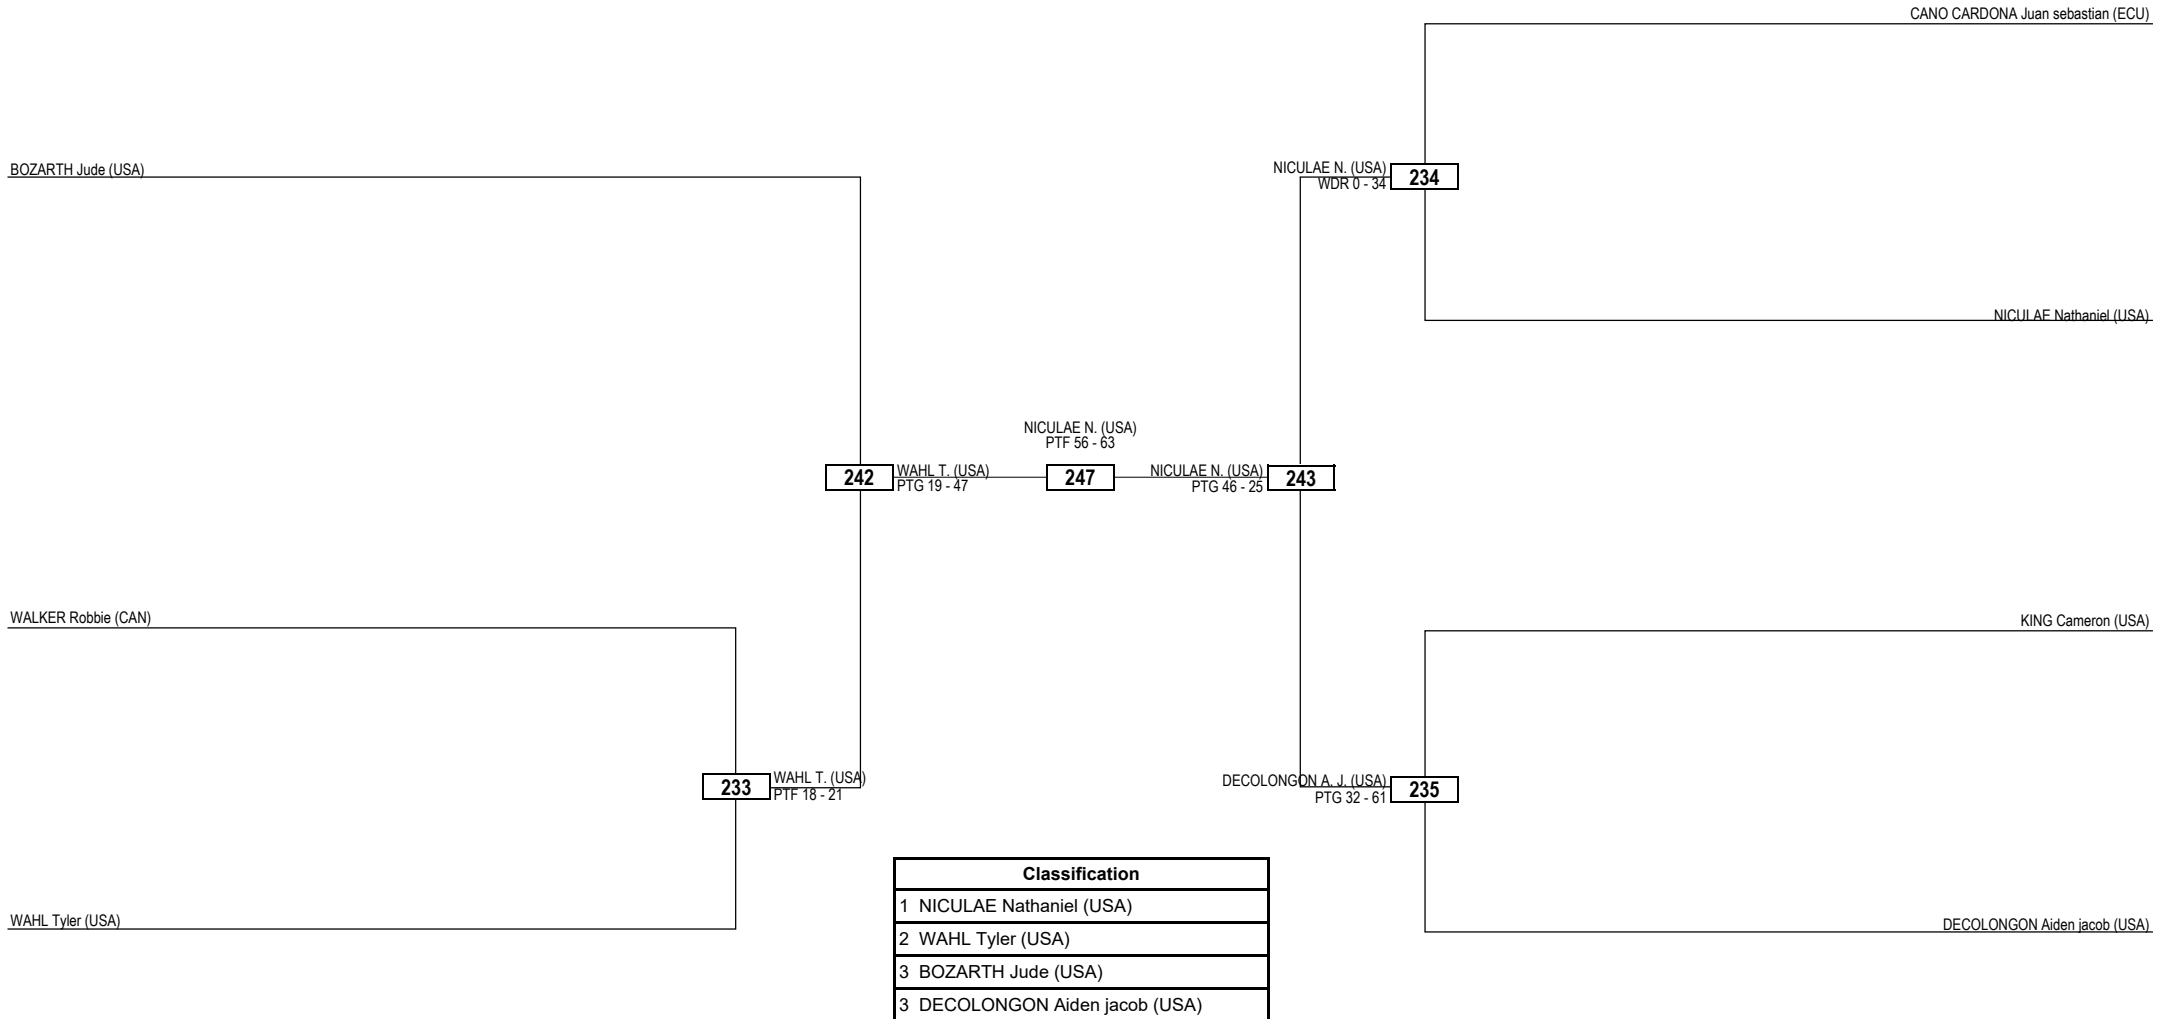 CANO CARDONA Juan sebastian (ECU)
BOZARTH Jude (USA)
NICULAE N. (USA)
WDR 0 - 34
234
NICULAE Nathaniel (USA)
NICULAE N. (USA)
PTF 56 - 63
242
WAHL T. (USA)
PTG 19 - 47
247
NICULAE N. (USA)
PTG 46 - 25
243
WALKER Robbie (CAN)
KING Cameron (USA)
233
WAHL T. (USA)
PTF 18 - 21
DECOLONGON A. J. (USA)
PTG 32 - 61
235
WAHL Tyler (USA)
DECOLONGON Aiden jacob (USA)
Classification
1 NICULAE Nathaniel (USA)
2 WAHL Tyler (USA)
3 BOZARTH Jude (USA)
3 DECOLONGON Aiden jacob (USA)